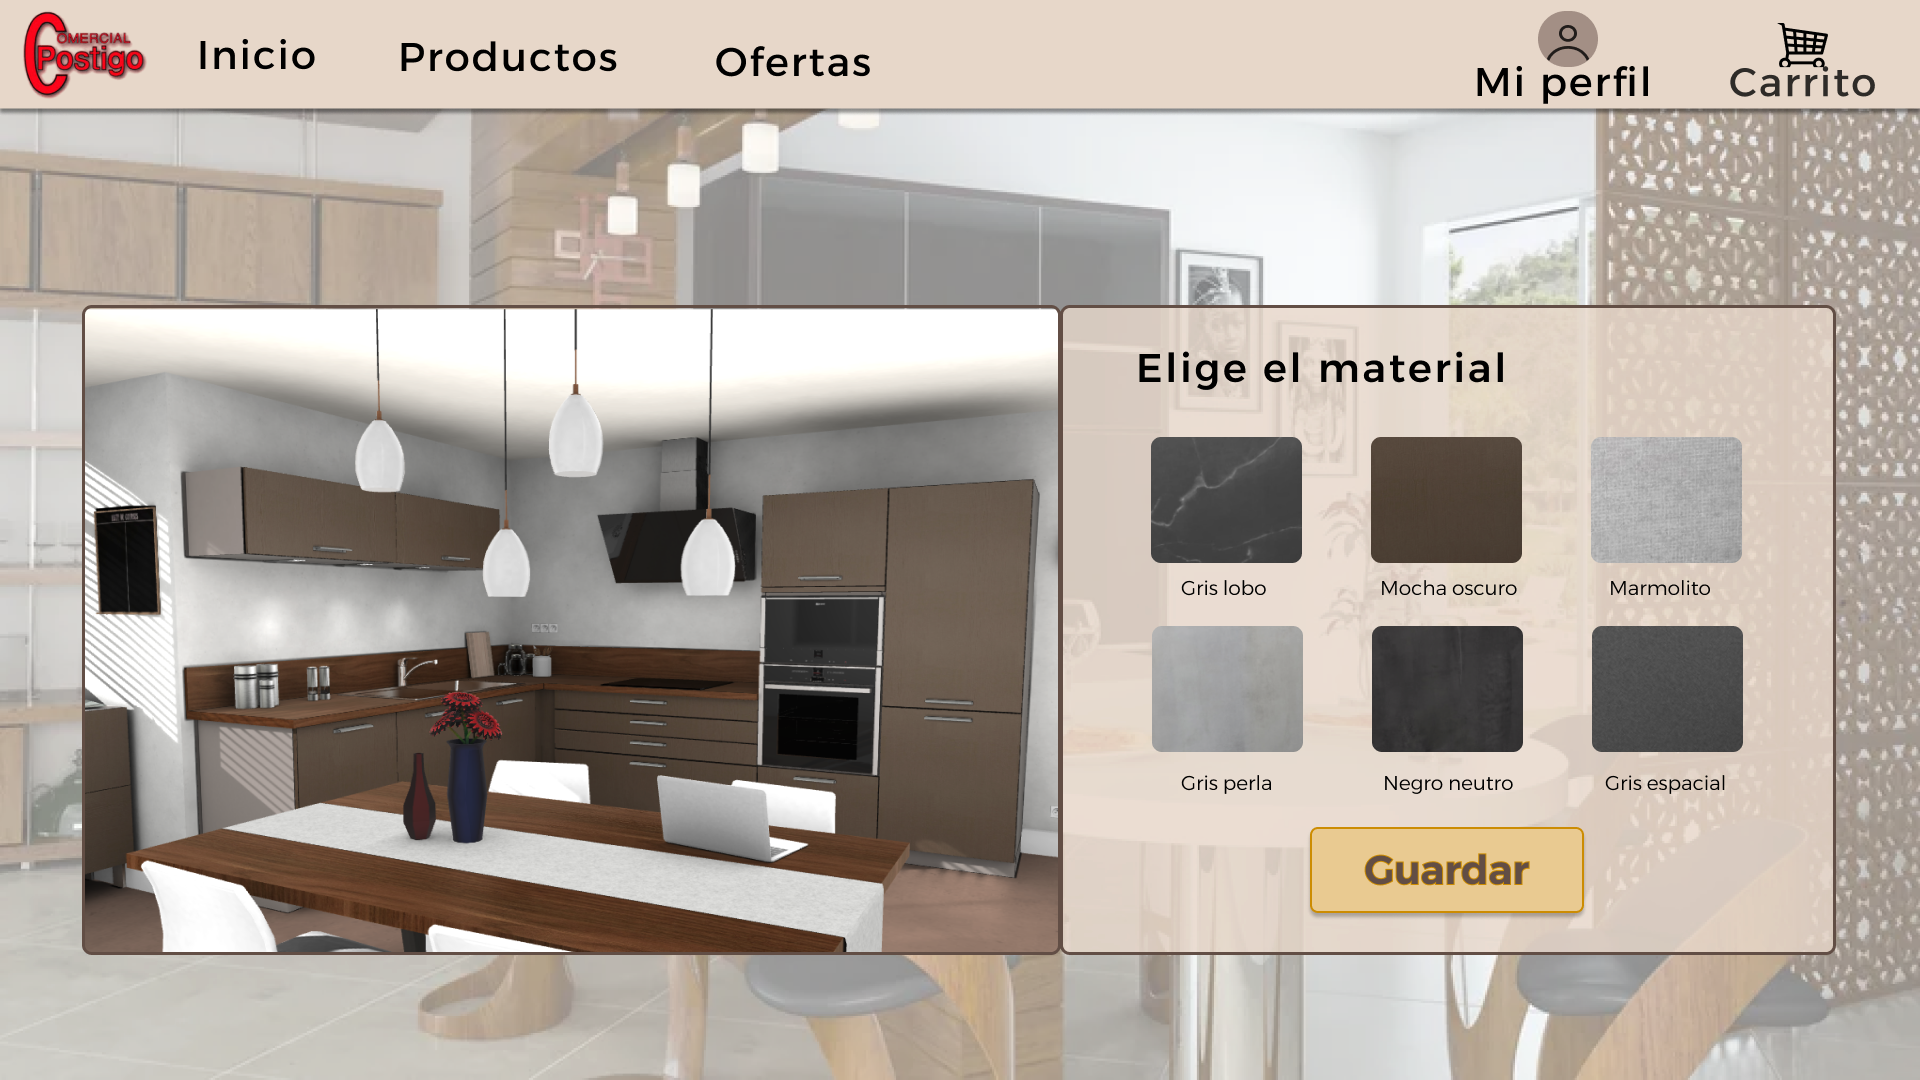 COMERCIAL
Postigo
Inicio
Productos
Ofertas
Mi perfil
Carrito
Elige el material
Gris lobo
Mocha oscuro
Marmolito
Gris perla
Negro neutro
Gris espacial
Guardar